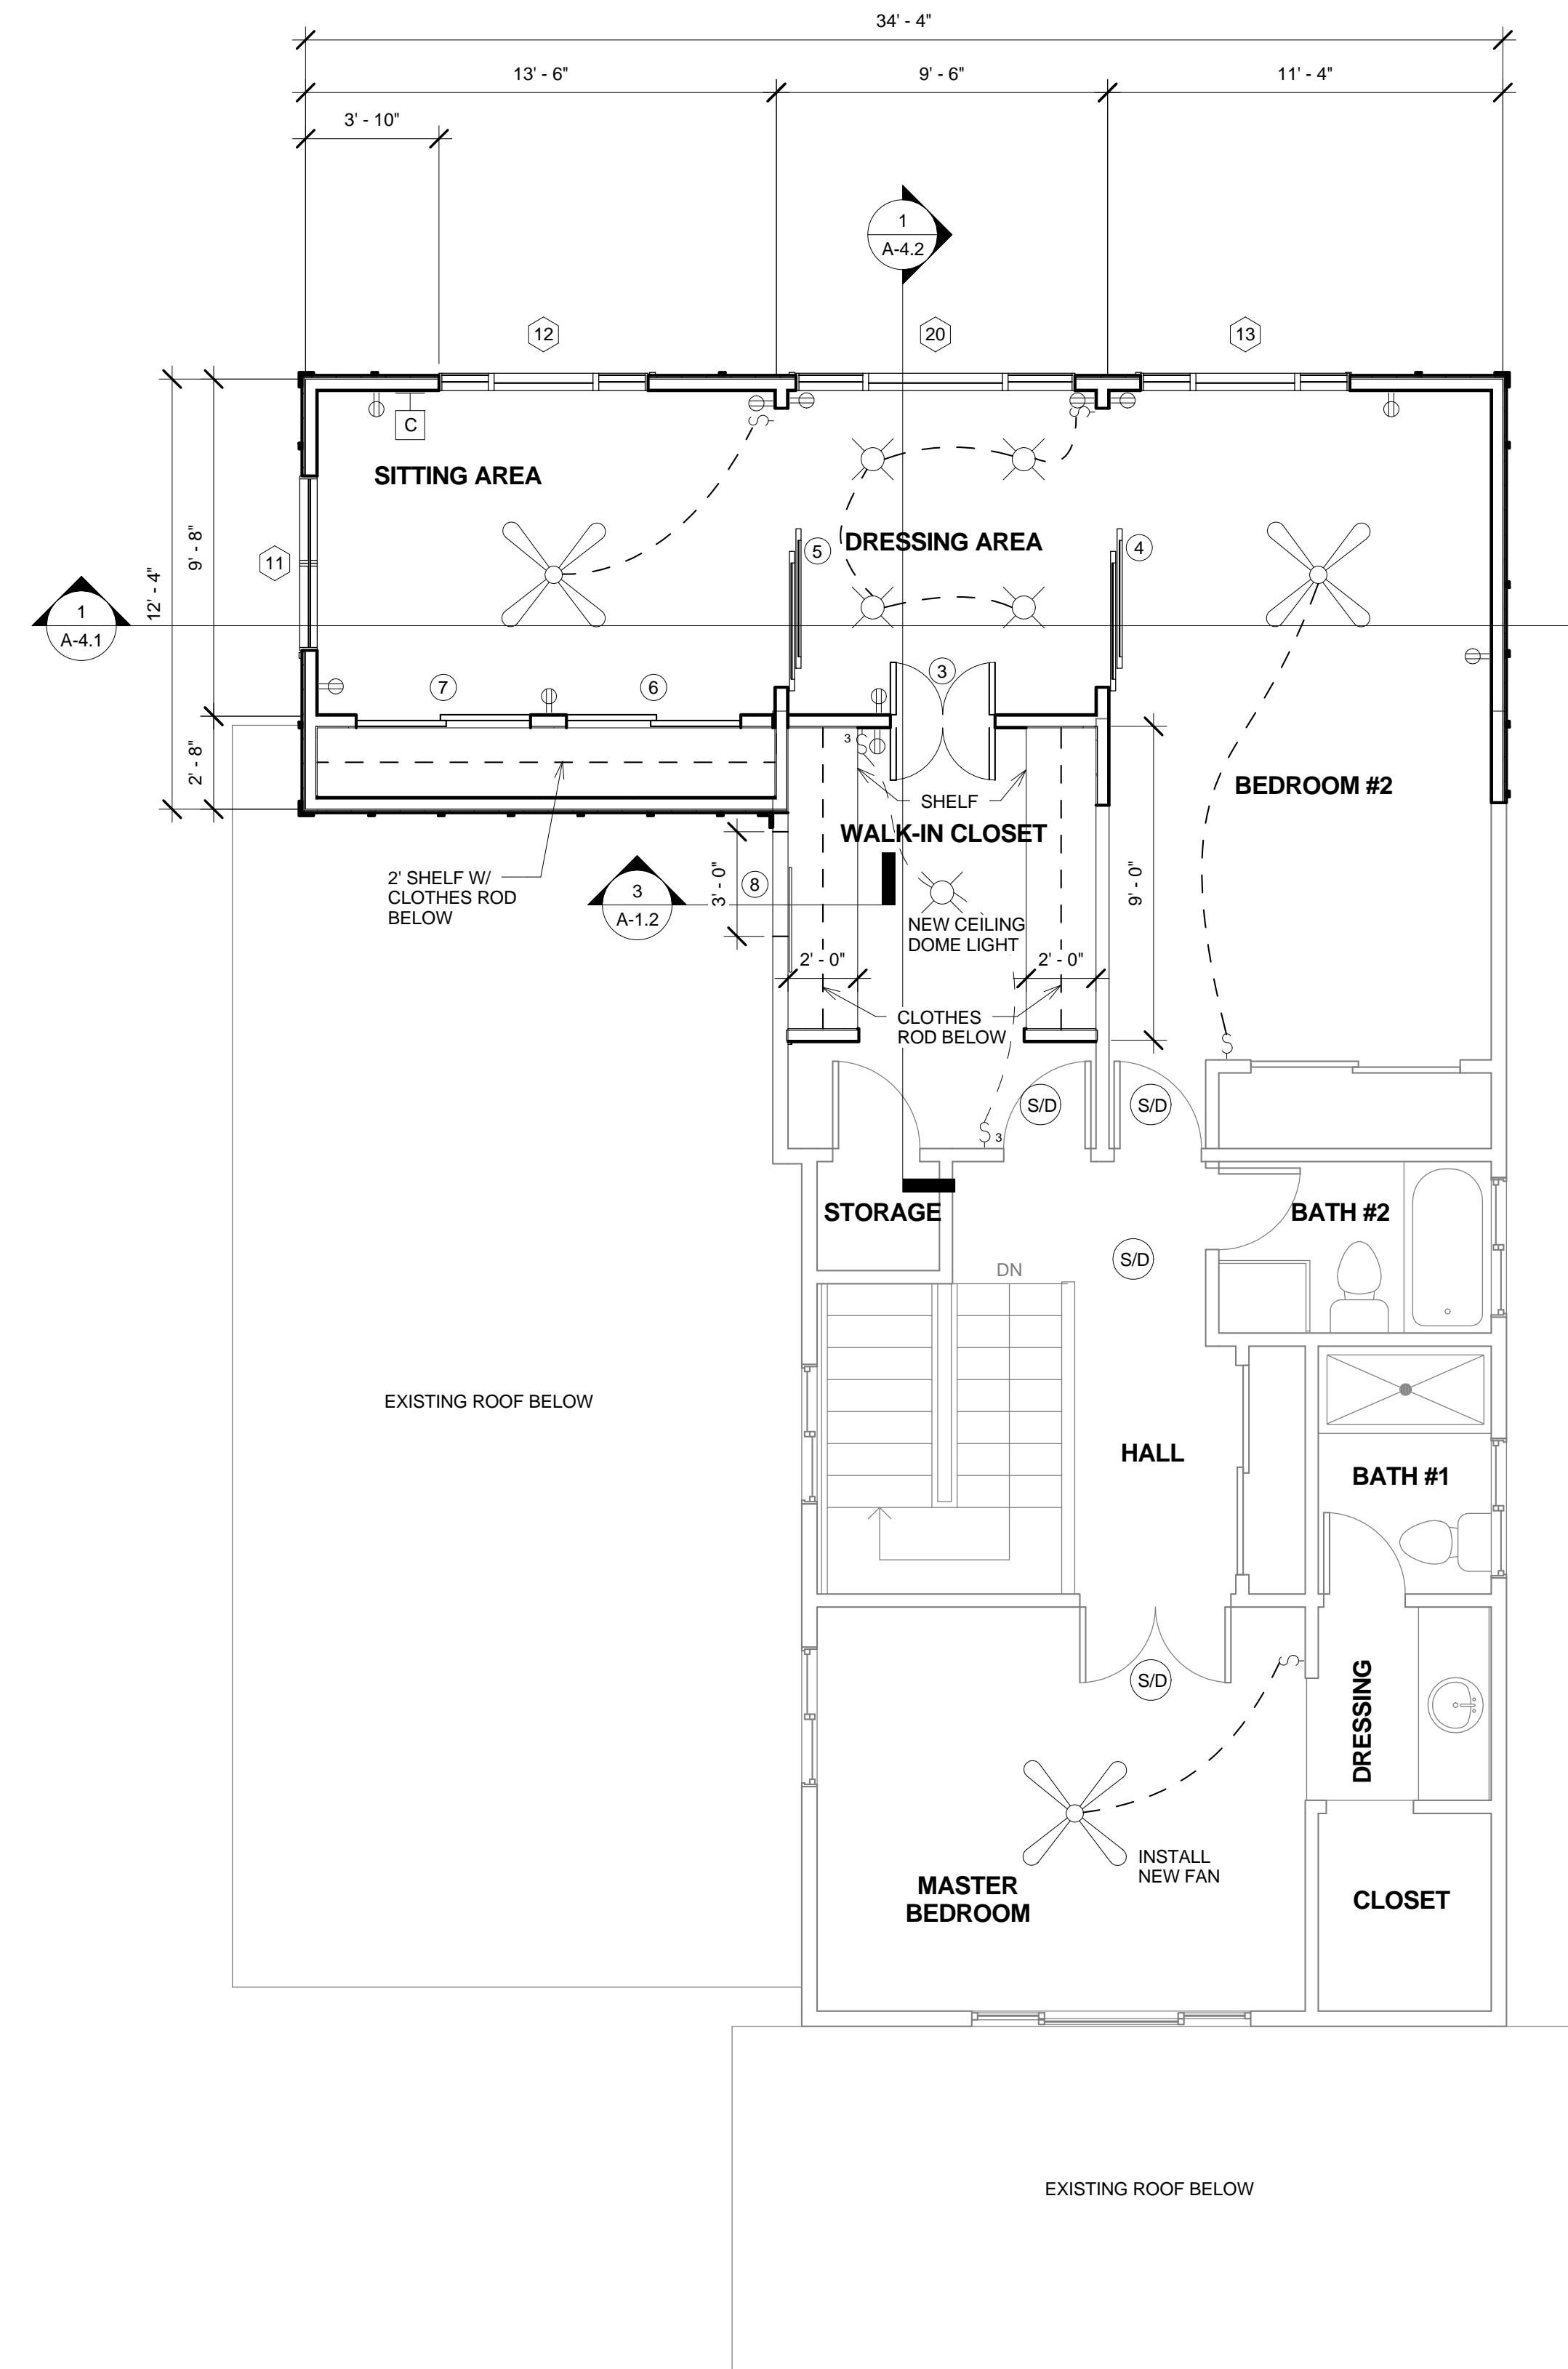 34' - 4"
13' - 6"
9' - 6"
11' - 4"
3' - 10"
1
A-4.2
12
20
13
C
SITTING AREA
9' - 8"
12' - 4"
11
5
DRESSING AREA
4
1
A-4.1
3
7
6
2' - 8"
3
SHELF
BEDROOM #2
WALK-IN CLOSET
2' SHELF W/
CLOTHES ROD
BELOW
3
A-1.2
3' - 0"
8
9' - 0"
NEW CEILING
DOME LIGHT
2' - 0"
2' - 0"
CLOTHES
ROD BELOW
S/D
S/D
3
STORAGE
BATH #2
S/D
DN
EXISTING ROOF BELOW
HALL
BATH #1
S/D
DRESSING
INSTALL
NEW FAN
MASTER
BEDROOM
CLOSET
EXISTING ROOF BELOW